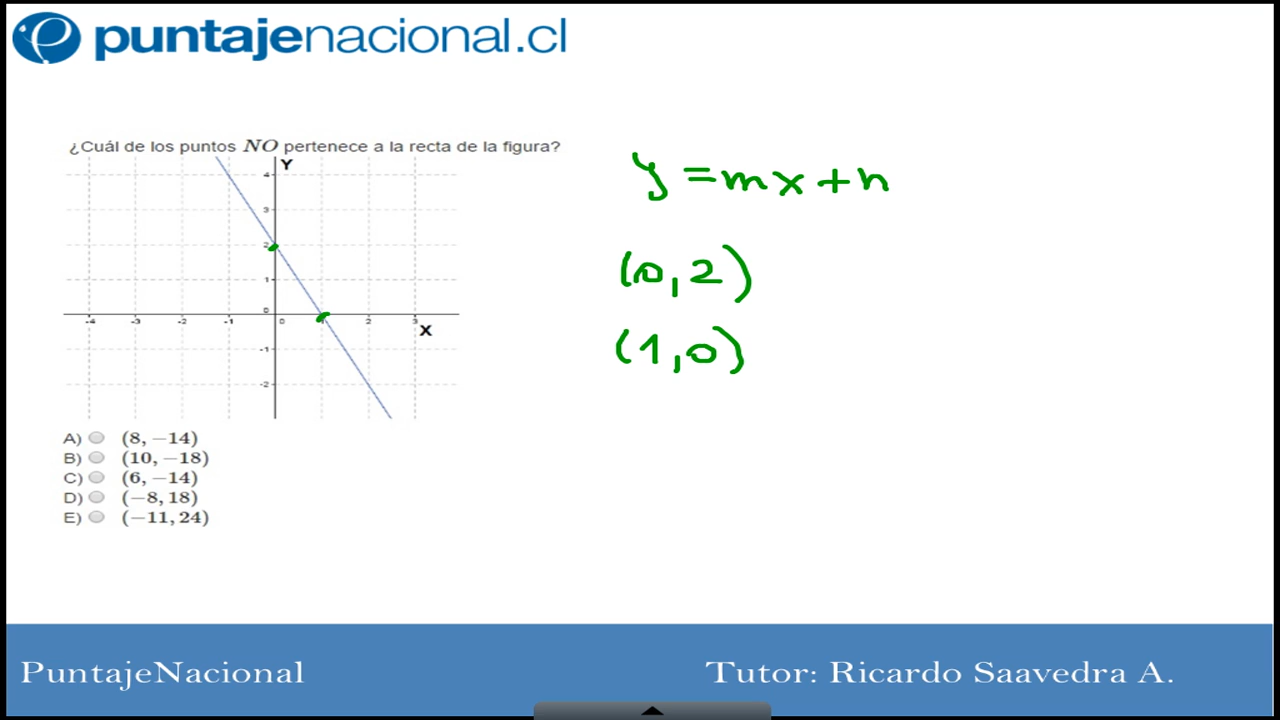 puntajenacional.cl
¿Cuál de los puntos NO pertenece a la recta de la figura?
Y
4
3
2
1
0
-4 -3 -2 -1 0 1 2 3
X
-1
-2
A) (8, −14)
B) (10, −18)
C) (6, −14)
D) (−8, 18)
E) (−11, 24)
y = mx + n
(0, 2)
(1, 0)
PuntajeNacional
Tutor: Ricardo Saavedra A.